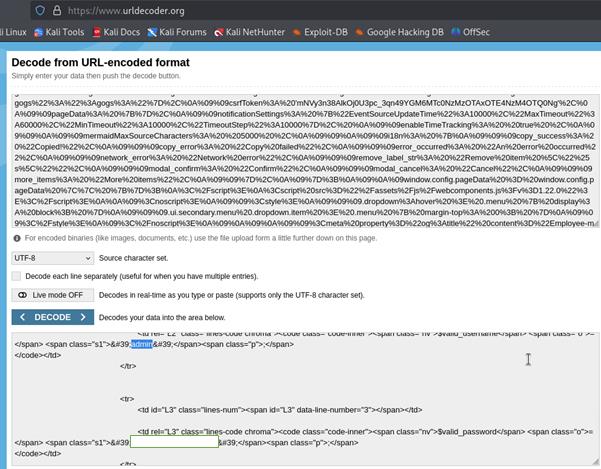 https://www.urldecoder.org
li Linux Kali Tools Kali Docs Kali Forums Kali NetHunter Exploit-DB Google Hacking DB OffSec
Decode from URL-encoded format
Simply enter your data then push the decode button.
gogs%22%3A%22%3Agogs%3A%22%7D%2C%0A%09%09csrfToken%3A%20'mNVy3n38AlkOj0U3pc_3qn49YGM6MTc0NzMzOTAxOTE4NzM4OTQ0Ng'%2C%0
A%09%09pageData%3A%20%7B%7D%2C%0A%09%09notificationSettings%3A%20%7B%22EventSourceUpdateTime%22%3A10000%2C%22MaxTimeout%22%3
A60000%2C%22MinTimeout%22%3A10000%2C%22TimeoutStep%22%3A10000%7D%2C%20%0A%09%09enableTimeTracking%3A%20%20true%20%2C%0A%0
9%09%0A%09%09mermaidMaxSourceCharacters%3A%20%205000%20%2C%0A%09%09%0A%09%09i18n%3A%20%7B%0A%09%09%09copy_success%3A%2
0%22Copied!%22%2C%0A%09%09%09copy_error%3A%20%22Copy%20failed%22%2C%0A%09%09%09error_occurred%3A%20%22An%20error%20occurred%
22%2C%0A%09%09%09network_error%3A%20%22Network%20error%22%2C%0A%09%09%09remove_label_str%3A%20%22Remove%20item%20%5C%22%25
s%5C%22%22%2C%0A%09%09%09modal_confirm%3A%20%22Confirm%22%2C%0A%09%09%09modal_cancel%3A%20%22Cancel%22%2C%0A%09%09%09
more_items%3A%20%22More%20items%22%2C%0A%09%09%7D%2C%0A%09%7D%3B%0A%09%0A%09window.config.pageData%20%3D%20window.config.p
ageData%20%7C%7C%20%7B%7D%3B%0A%3C%2Fscript%3E%0A%3Cscript%20src%3D%22%2Fassets%2Fjs%2Fwebcomponents.js%3Fv%3D1.22.0%22%3
E%3C%2Fscript%3E%0A%0A%09%3Cnoscript%3E%0A%09%09%3Cstyle%3E%0A%09%09%09.dropdown%3Ahover%20%3E%20.menu%20%7B%20display%3
A%20block%3B%20%7D%0A%09%09%09.ui.secondary.menu%20.dropdown.item%20%3E%20.menu%20%7B%20margin-top%3A%200%3B%20%7D%0A%09%0
9%3C%2Fstyle%3E%0A%09%3C%2Fnoscript%3E%0A%09%0A%09%09%3Cmeta%20property%3D%22og%3Atitle%22%20content%3D%22Employee-m
For encoded binaries (like images, documents, etc.) use the file upload form a little further down on this page.
UTF-8 Source character set.
Decode each line separately (useful for when you have multiple entries).
Live mode OFF Decodes in real-time as you type or paste (supports only the UTF-8 character set).
DECODE Decodes your data into the area below.
<td rel="L2" class="lines-code chroma"><code class="code-inner"><span class="nv">$valid_username</span> <span class="o">=
</span> <span class="s1">&#39;admin&#39;</span><span class="p">;</span>
</code></td>
</tr>
<tr>
<td id="L3" class="lines-num"><span id="L3" data-line-number="3"></span></td>
<td rel="L3" class="lines-code chroma"><code class="code-inner"><span class="nv">$valid_password</span> <span class="o">=
</span> <span class="s1">&#39; &#39;</span><span class="p">;</span>
</code></td>
</tr>